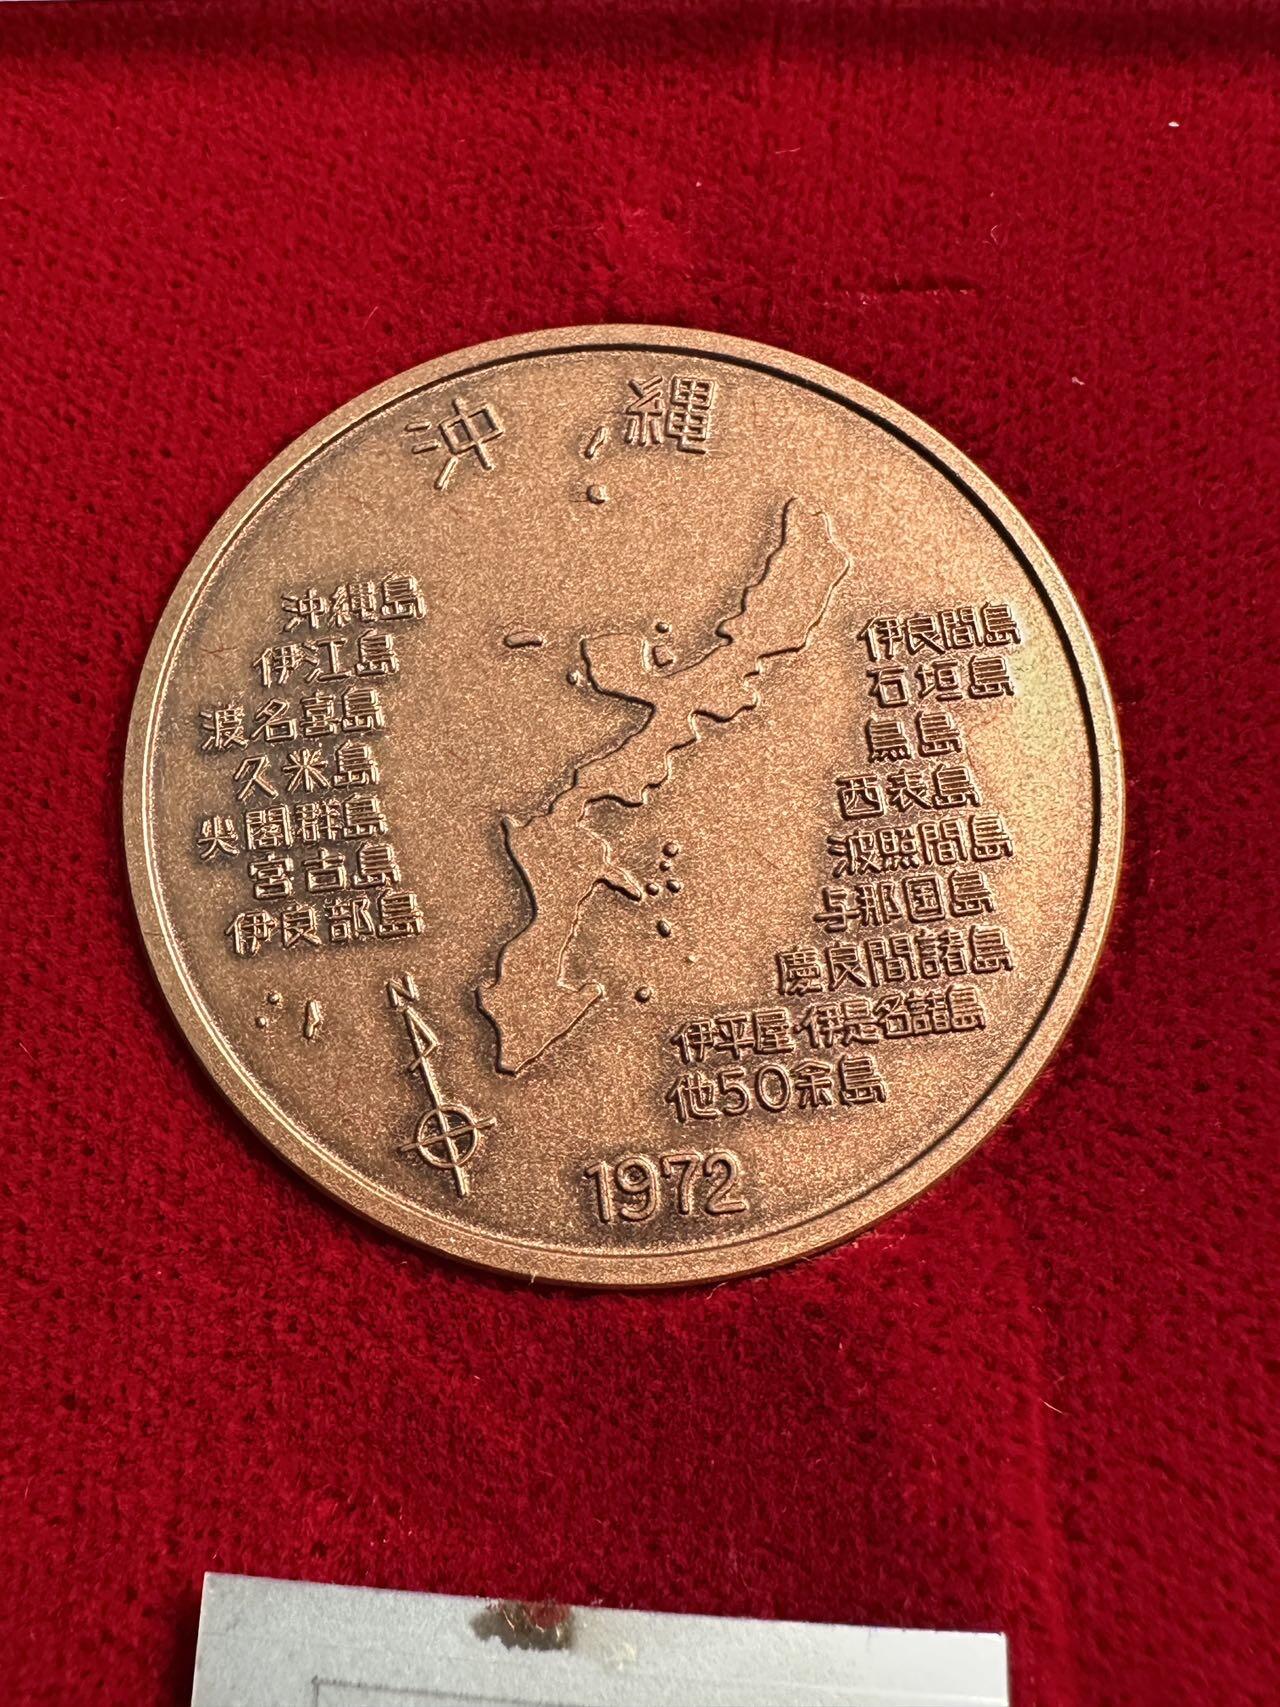 沖縄
沖縄島
伊江島
渡名喜島
久米島
尖閣群島
宮古島
伊良部島
伊良間島
石垣島
鳥島
西表島
波照間島
与那国島
慶良間諸島
伊平屋・伊是名諸島
他50余島
N
1972